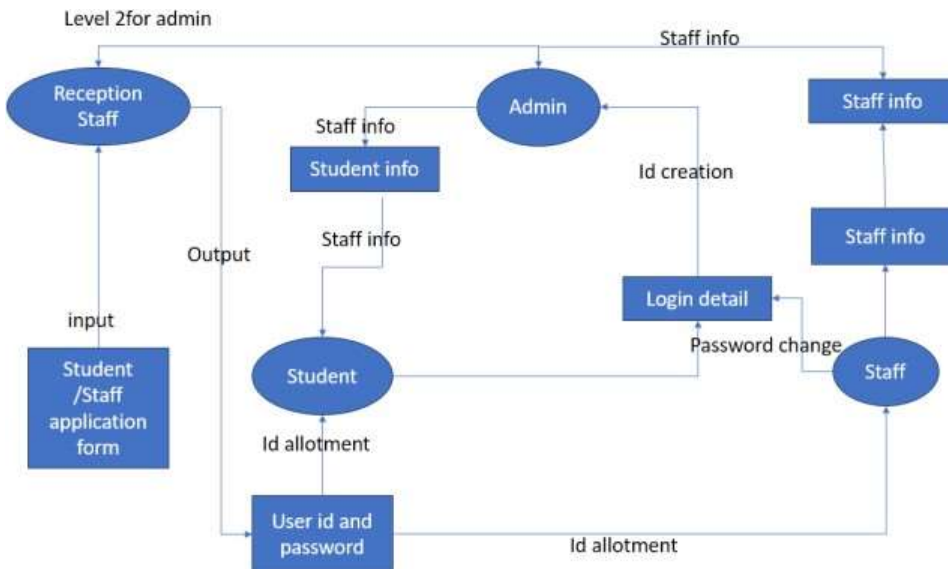 Level 2for admin
Staff info
Reception
Staff
Admin
Staff info
Staff info
Student info
Id creation
Staff info
Staff info
Output
Login detail
input
Password change
Student
/Staff
application
form
Student
Staff
Id allotment
User id and
password
Id allotment